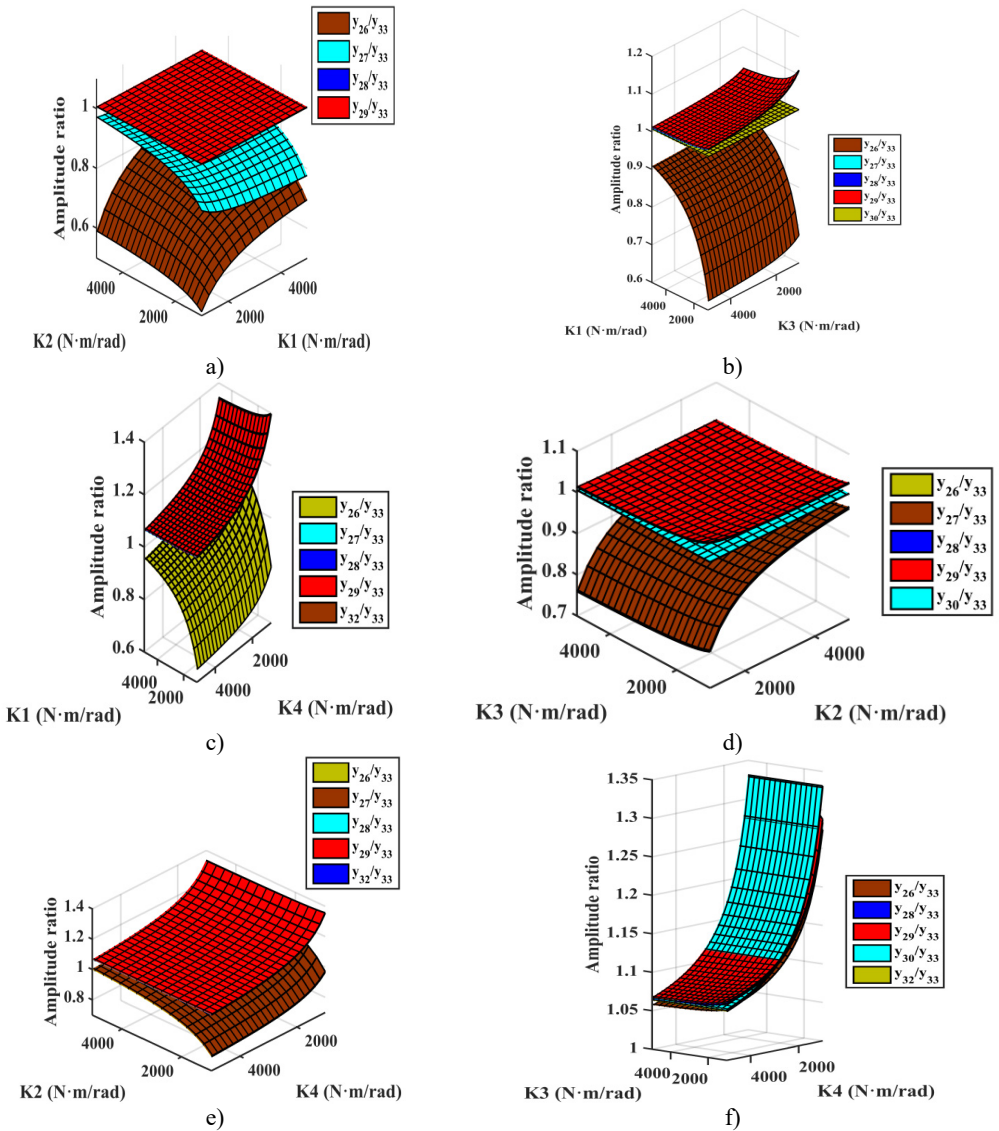 y26/y33
y27/y33
y28/y33
y29/y33
1
0.8
0.6
Amplitude ratio
4000
2000
2000
4000
K2 (N·m/rad)
K1 (N·m/rad)
a)
y26/y33
y27/y33
y28/y33
y29/y33
y30/y33
1.2
1.1
1
0.9
0.8
0.7
0.6
Amplitude ratio
4000
2000
4000
2000
K1 (N·m/rad)
K3 (N·m/rad)
b)
y26/y33
y27/y33
y28/y33
y29/y33
y32/y33
1.4
1.2
1
0.8
0.6
Amplitude ratio
4000
2000
4000
2000
K1 (N·m/rad)
K4 (N·m/rad)
c)
y26/y33
y27/y33
y28/y33
y29/y33
y30/y33
1.1
1
0.9
0.8
0.7
Amplitude ratio
4000
2000
2000
4000
K3 (N·m/rad)
K2 (N·m/rad)
d)
y26/y33
y27/y33
y28/y33
y29/y33
y32/y33
1.4
1.2
1
0.8
Amplitude ratio
4000
2000
4000
2000
K2 (N·m/rad)
K4 (N·m/rad)
e)
y26/y33
y28/y33
y29/y33
y30/y33
y32/y33
1.35
1.3
1.25
1.2
1.15
1.1
1.05
1
Amplitude ratio
4000
2000
4000
2000
K3 (N·m/rad)
K4 (N·m/rad)
f)